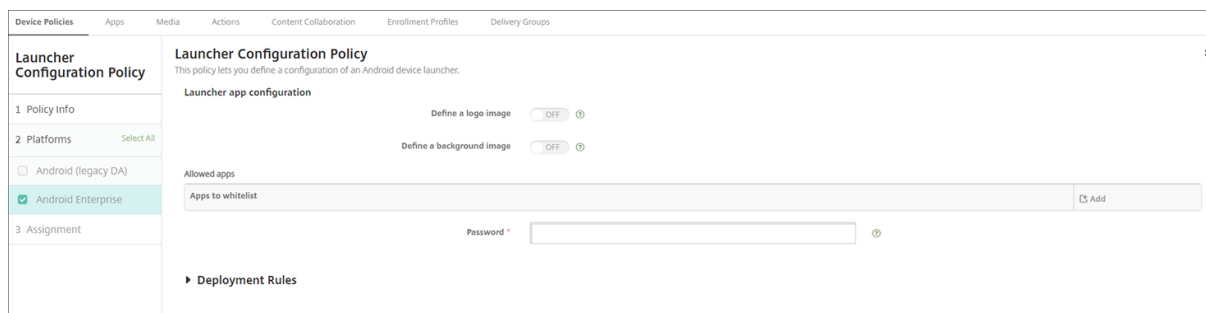 Device Policies Apps Media Actions Content Collaboration Enrollment Profiles Delivery Groups
Launcher
Configuration Policy
1 Policy Info
2 Platforms Select All
Android (legacy DA)
Android Enterprise
3 Assignment
Launcher Configuration Policy
This policy lets you define a configuration of an Android device launcher.
Launcher app configuration
Define a logo image OFF ?
Define a background image OFF ?
Allowed apps
Apps to whitelist Add
Password * ?
Deployment Rules